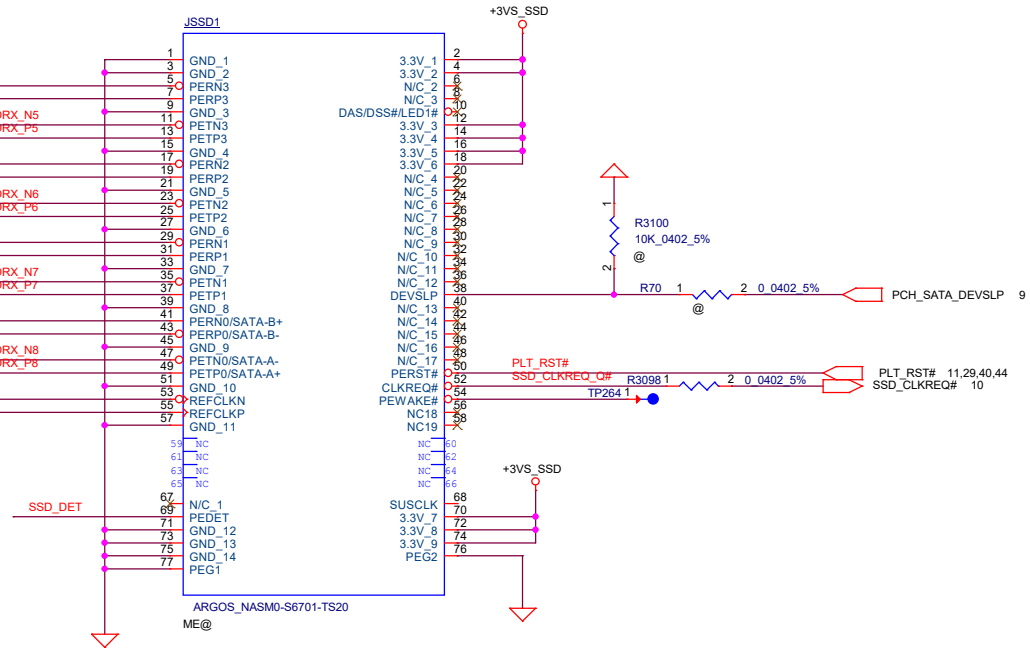 +3VS_SSD
JSSD1
1 GND_1 3.3V_1 2
3 GND_2 3.3V_2 4
5 PERN3 N/C_2 6
7 PERP3 N/C_3 8
9 GND_3 DAS/DSS#/LED1# 10
DRX_N5 11 PETN3 3.3V_3 12
DRX_P5 13 PETP3 3.3V_4 14
15 GND_4 3.3V_5 16
17 PERN2 3.3V_6 18
19 PERP2 N/C_4 20
21 GND_5 N/C_5 22
DRX_N6 23 PETN2 N/C_6 24
DRX_P6 25 PETP2 N/C_7 26
27 GND_6 N/C_8 28
29 PERN1 N/C_9 30
31 PERP1 N/C_10 32
33 GND_7 N/C_11 34
DRX_N7 35 PETN1 N/C_12 36
DRX_P7 37 PETP1 DEVSLP 38
39 GND_8 N/C_13 40
41 PERN0/SATA-B+ N/C_14 42
43 PERP0/SATA-B- N/C_15 44
45 GND_9 N/C_16 46
DRX_N8 47 PETN0/SATA-A- N/C_17 48
DRX_P8 49 PETP0/SATA-A+ PERST# 50
51 GND_10 CLKREQ# 52
53 REFCLKN PEWAKE# 54
55 REFCLKP NC18 56
57 GND_11 NC19 58
59 NC NC 60
61 NC NC 62
63 NC NC 64
65 NC NC 66
67 N/C_1 SUSCLK 68
SSD_DET 69 PEDET 3.3V_7 70
71 GND_12 3.3V_8 72
73 GND_13 3.3V_9 74
75 GND_14 PEG2 76
77 PEG1
ARGOS_NASM0-S6701-TS20
ME@
1
R3100
10K_0402_5%
@
2
R70 1 2 0_0402_5%
@
PCH_SATA_DEVSLP 9
PLT_RST# PLT_RST# 11,29,40,44
SSD_CLKREQ_Q# R3098 1 2 0_0402_5% SSD_CLKREQ# 10
TP264 1
+3VS_SSD